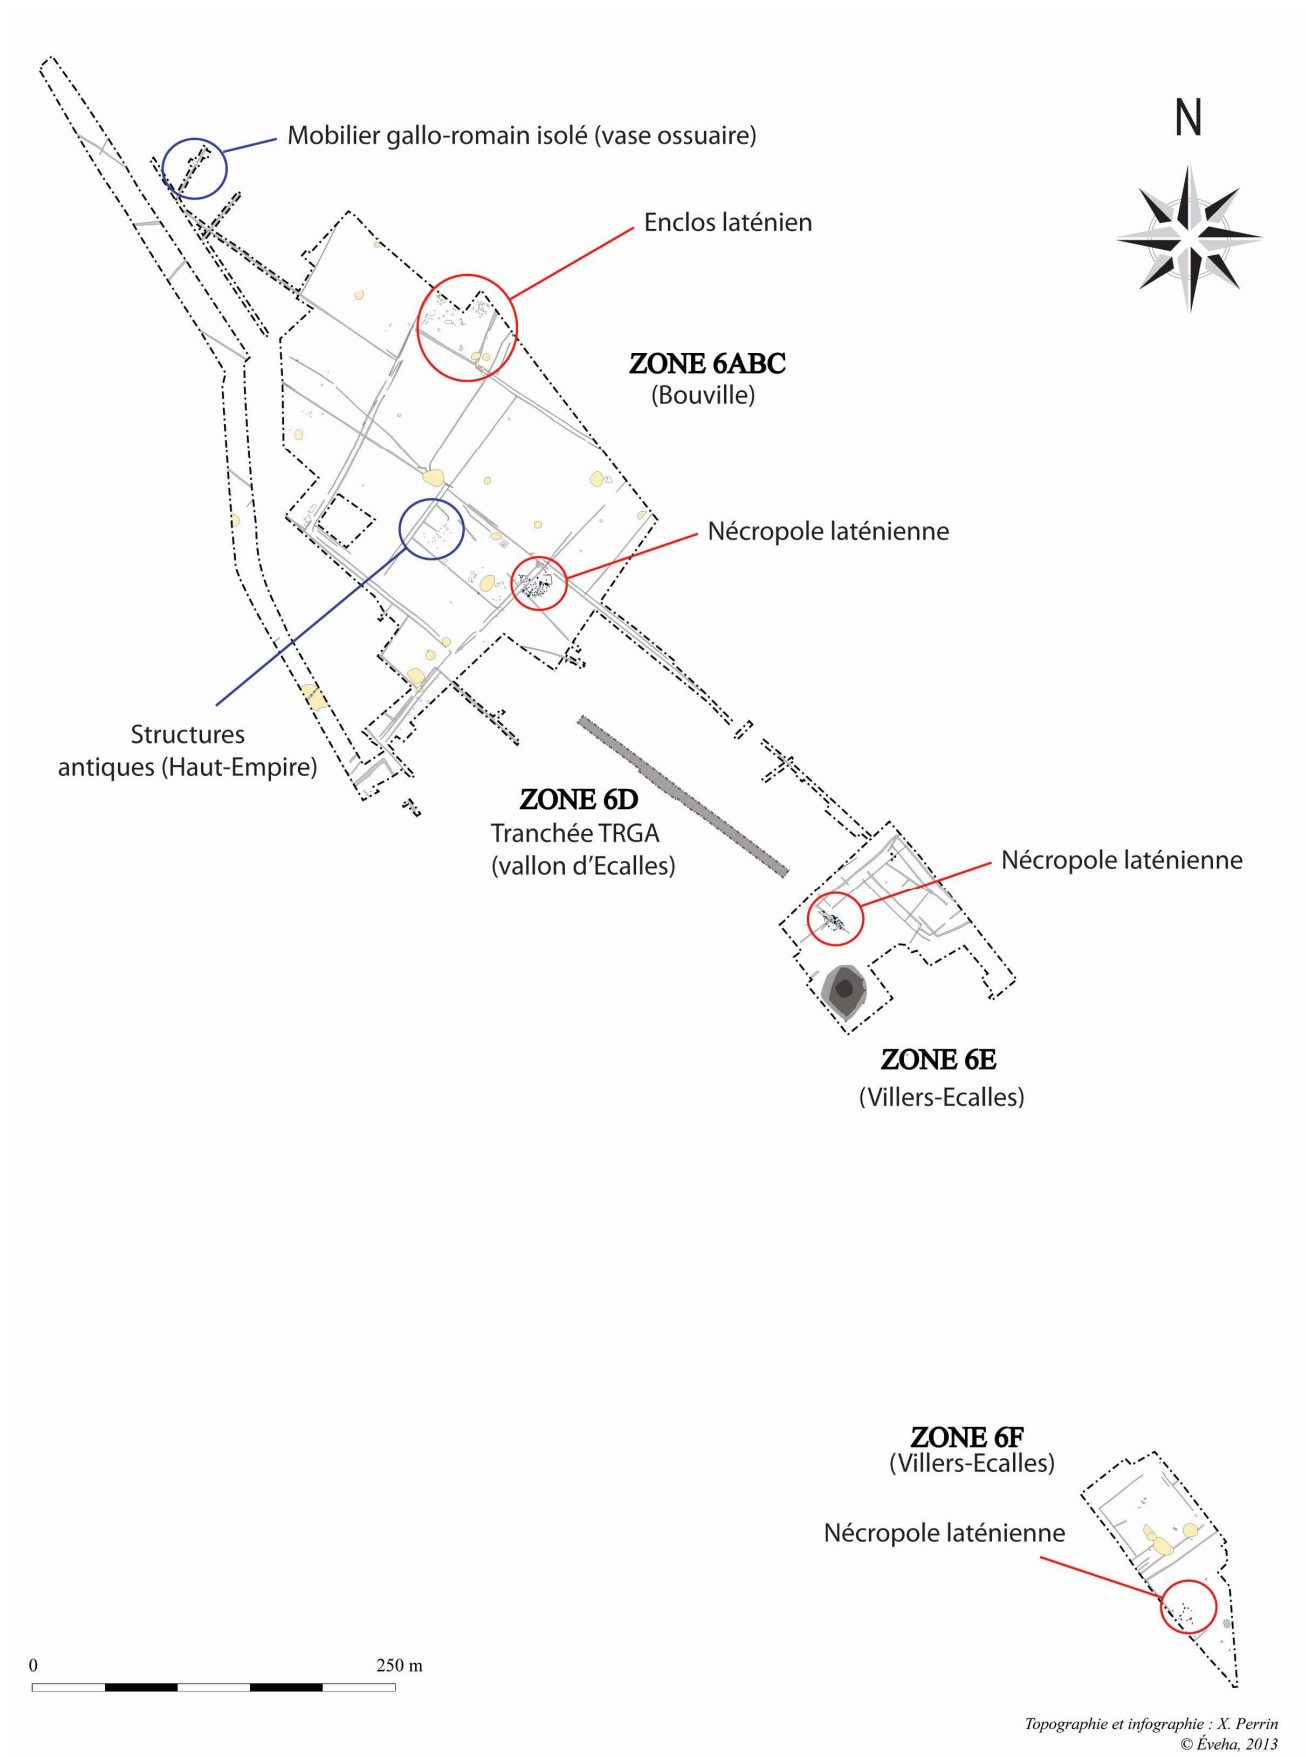 N
Mobilier gallo-romain isolé (vase ossuaire)
Enclos laténien
ZONE 6ABC
(Bouville)
Nécropole laténienne
Structures
antiques (Haut-Empire)
ZONE 6D
Tranchée TRGA
(vallon d'Ecalles)
Nécropole laténienne
ZONE 6E
(Villers-Ecalles)
ZONE 6F
(Villers-Ecalles)
Nécropole laténienne
0 250 m
Topographie et infographie : X. Perrin
© Éveha, 2013